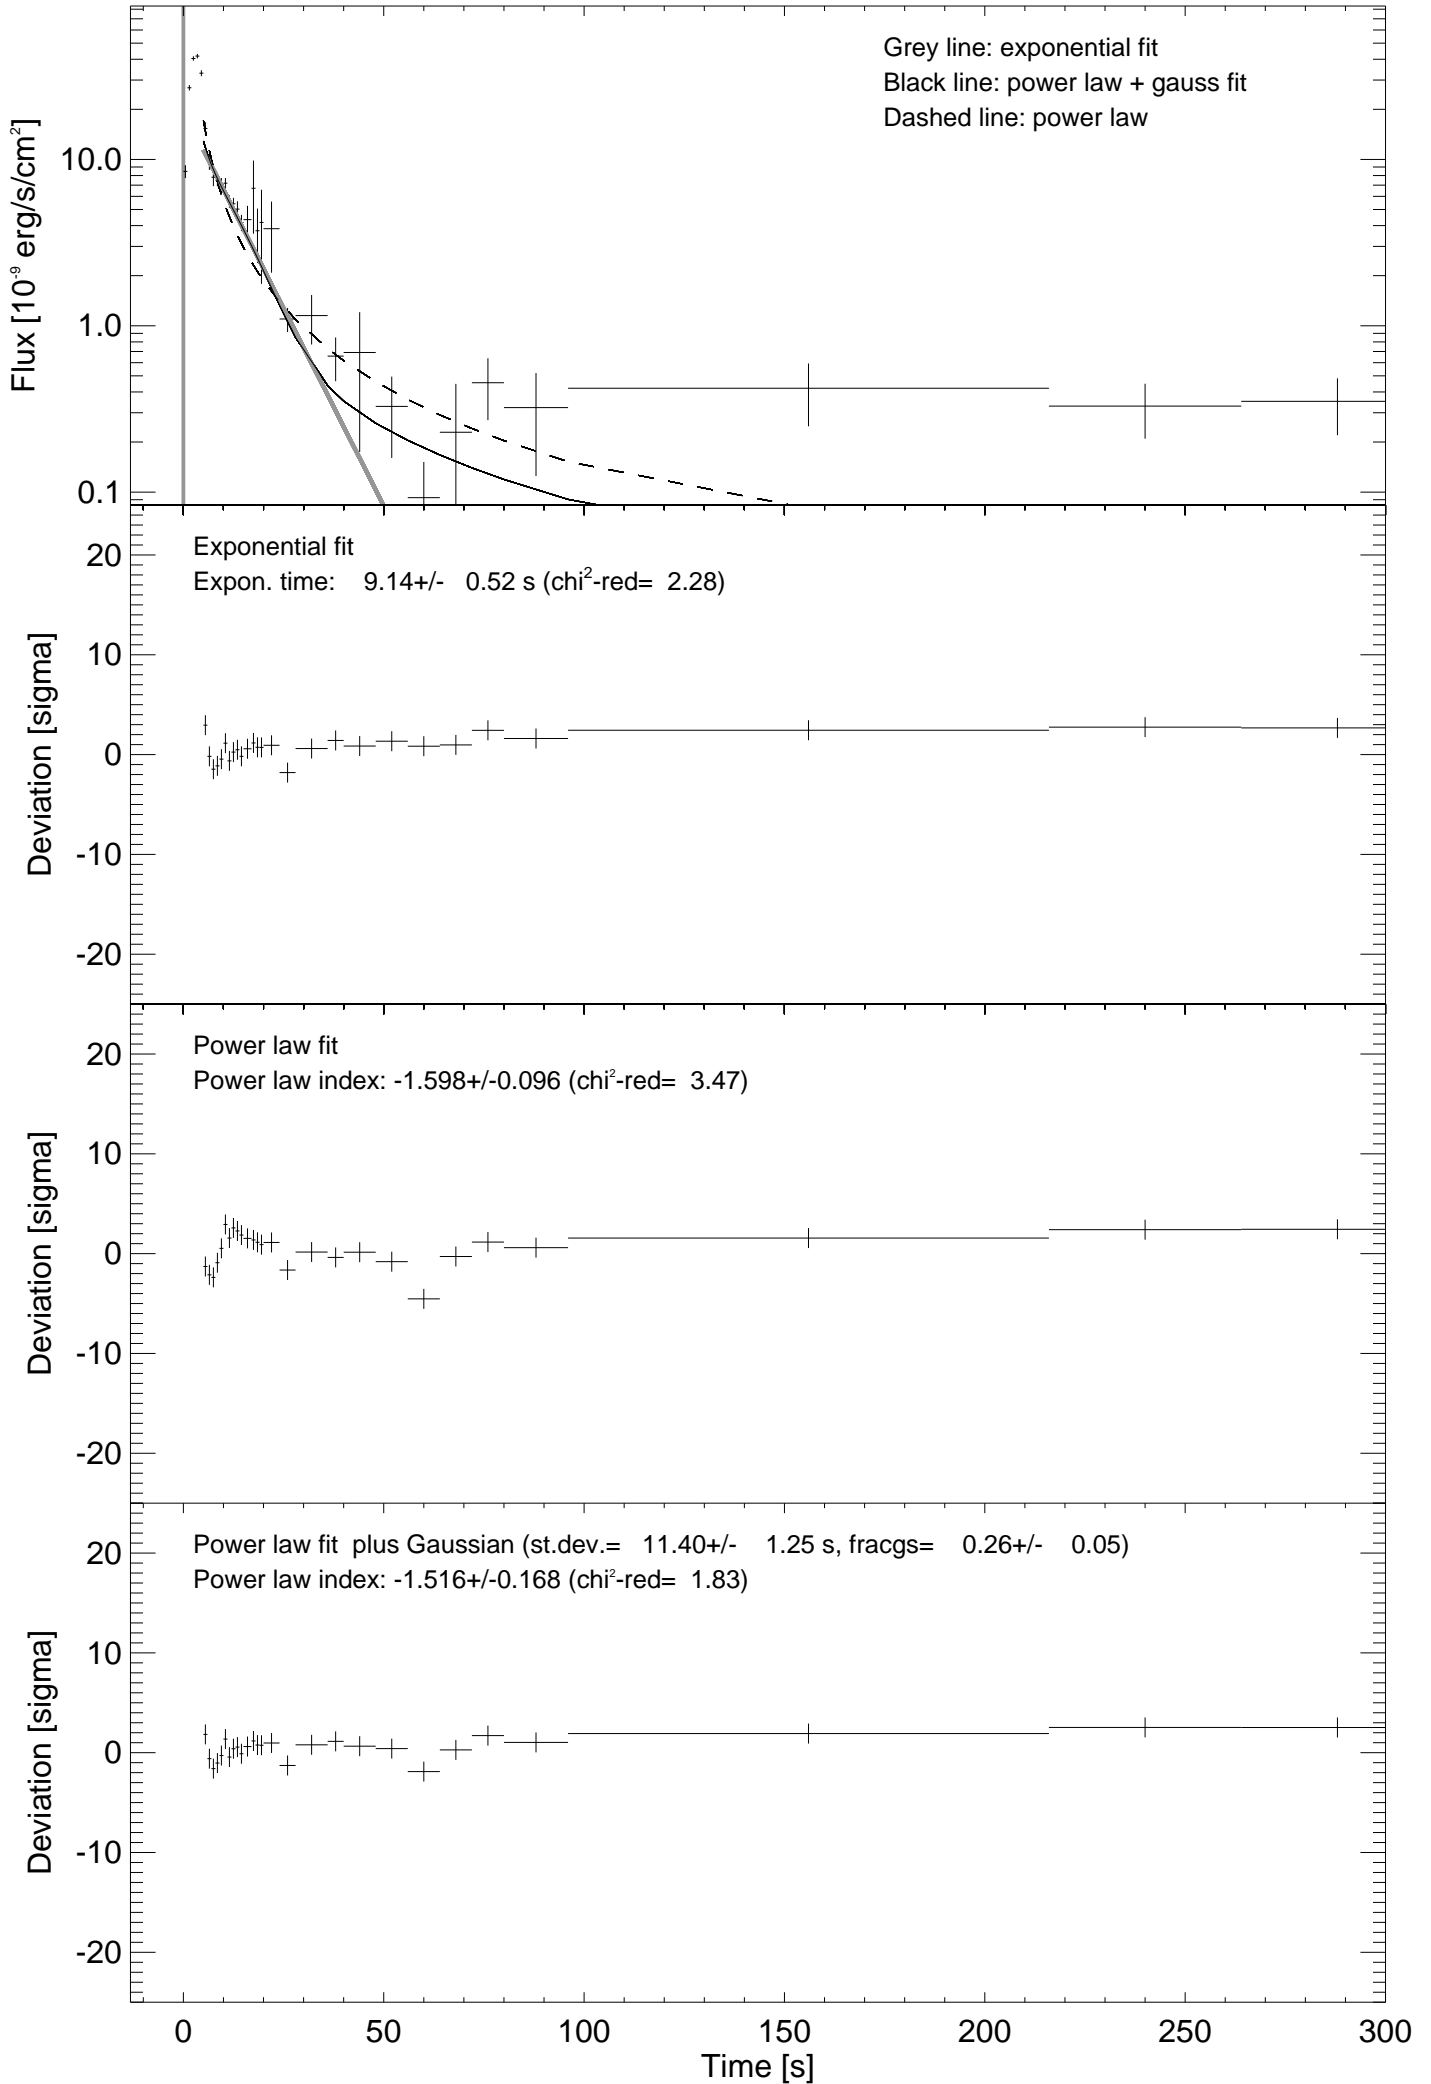 Grey line: exponential fit
Black line: power law + gauss fit
Dashed line: power law
Flux [10⁻⁹ erg/s/cm²]
10.0
1.0
0.1
Exponential fit
Expon. time: 9.14+/- 0.52 s (chi²-red= 2.28)
Deviation [sigma]
20
10
0
-10
-20
Power law fit
Power law index: -1.598+/-0.096 (chi²-red= 3.47)
Deviation [sigma]
20
10
0
-10
-20
Power law fit plus Gaussian (st.dev.= 11.40+/- 1.25 s, fracgs= 0.26+/- 0.05)
Power law index: -1.516+/-0.168 (chi²-red= 1.83)
Deviation [sigma]
20
10
0
-10
-20
0 50 100 150 200 250 300
Time [s]